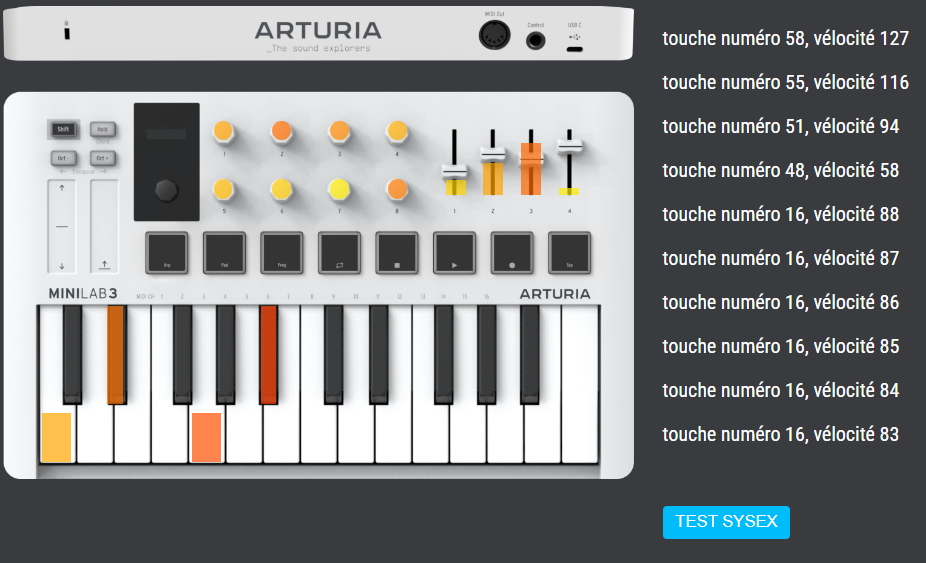 MIDI Out
Control
USB C
ARTURIA
_The sound explorers
Shift
Hold
Chord
Oct -
Oct +
Transpose
1
2
3
4
5
6
7
8
1
2
3
4
Arp
Pad
Prog
Tap
MINILAB3
MIDI CH 1 2 3 4 5 6 7 8 9 10 11 12 13 14 15 16
ARTURIA
touche numéro 58, vélocité 127
touche numéro 55, vélocité 116
touche numéro 51, vélocité 94
touche numéro 48, vélocité 58
touche numéro 16, vélocité 88
touche numéro 16, vélocité 87
touche numéro 16, vélocité 86
touche numéro 16, vélocité 85
touche numéro 16, vélocité 84
touche numéro 16, vélocité 83
TEST SYSEX